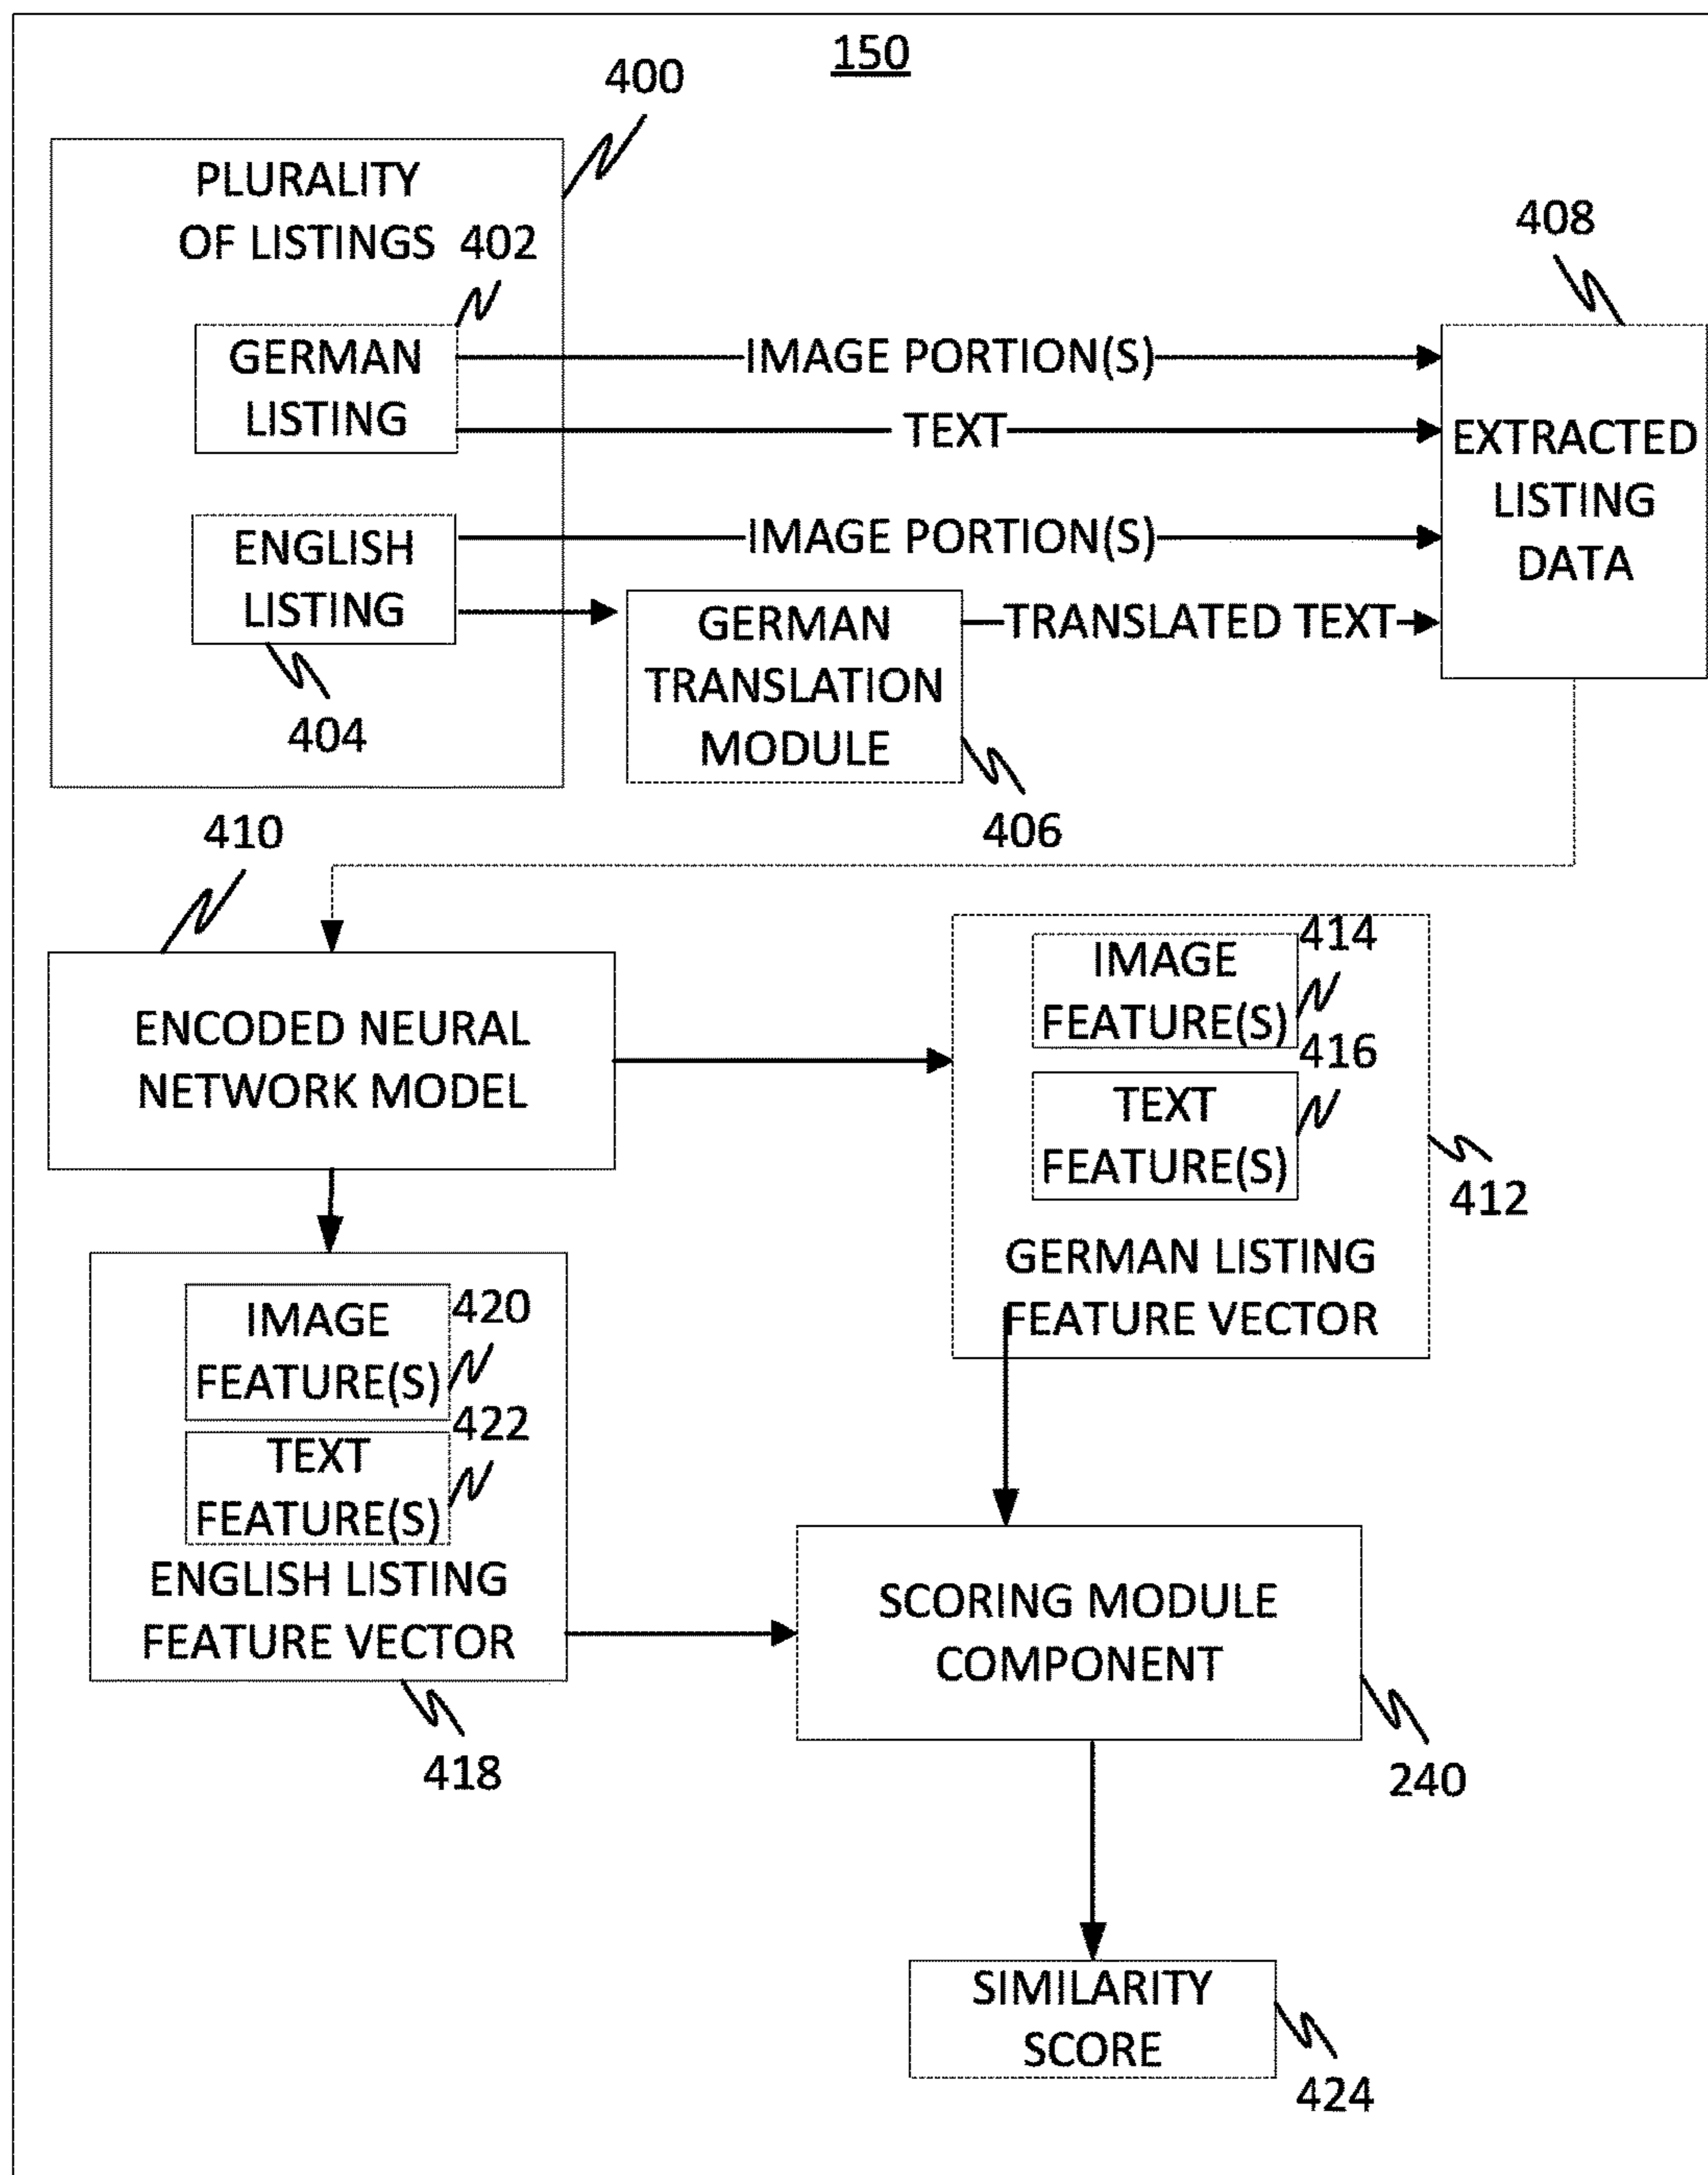 150
400
PLURALITY
OF LISTINGS
402
408
GERMAN
LISTING
IMAGE PORTION(S)
TEXT
EXTRACTED
LISTING
DATA
ENGLISH
LISTING
IMAGE PORTION(S)
404
GERMAN
TRANSLATION
MODULE
TRANSLATED TEXT
406
410
ENCODED NEURAL
NETWORK MODEL
414
IMAGE
FEATURE(S)
416
TEXT
FEATURE(S)
412
GERMAN LISTING
FEATURE VECTOR
420
IMAGE
FEATURE(S)
422
TEXT
FEATURE(S)
ENGLISH LISTING
FEATURE VECTOR
418
SCORING MODULE
COMPONENT
240
SIMILARITY
SCORE
424